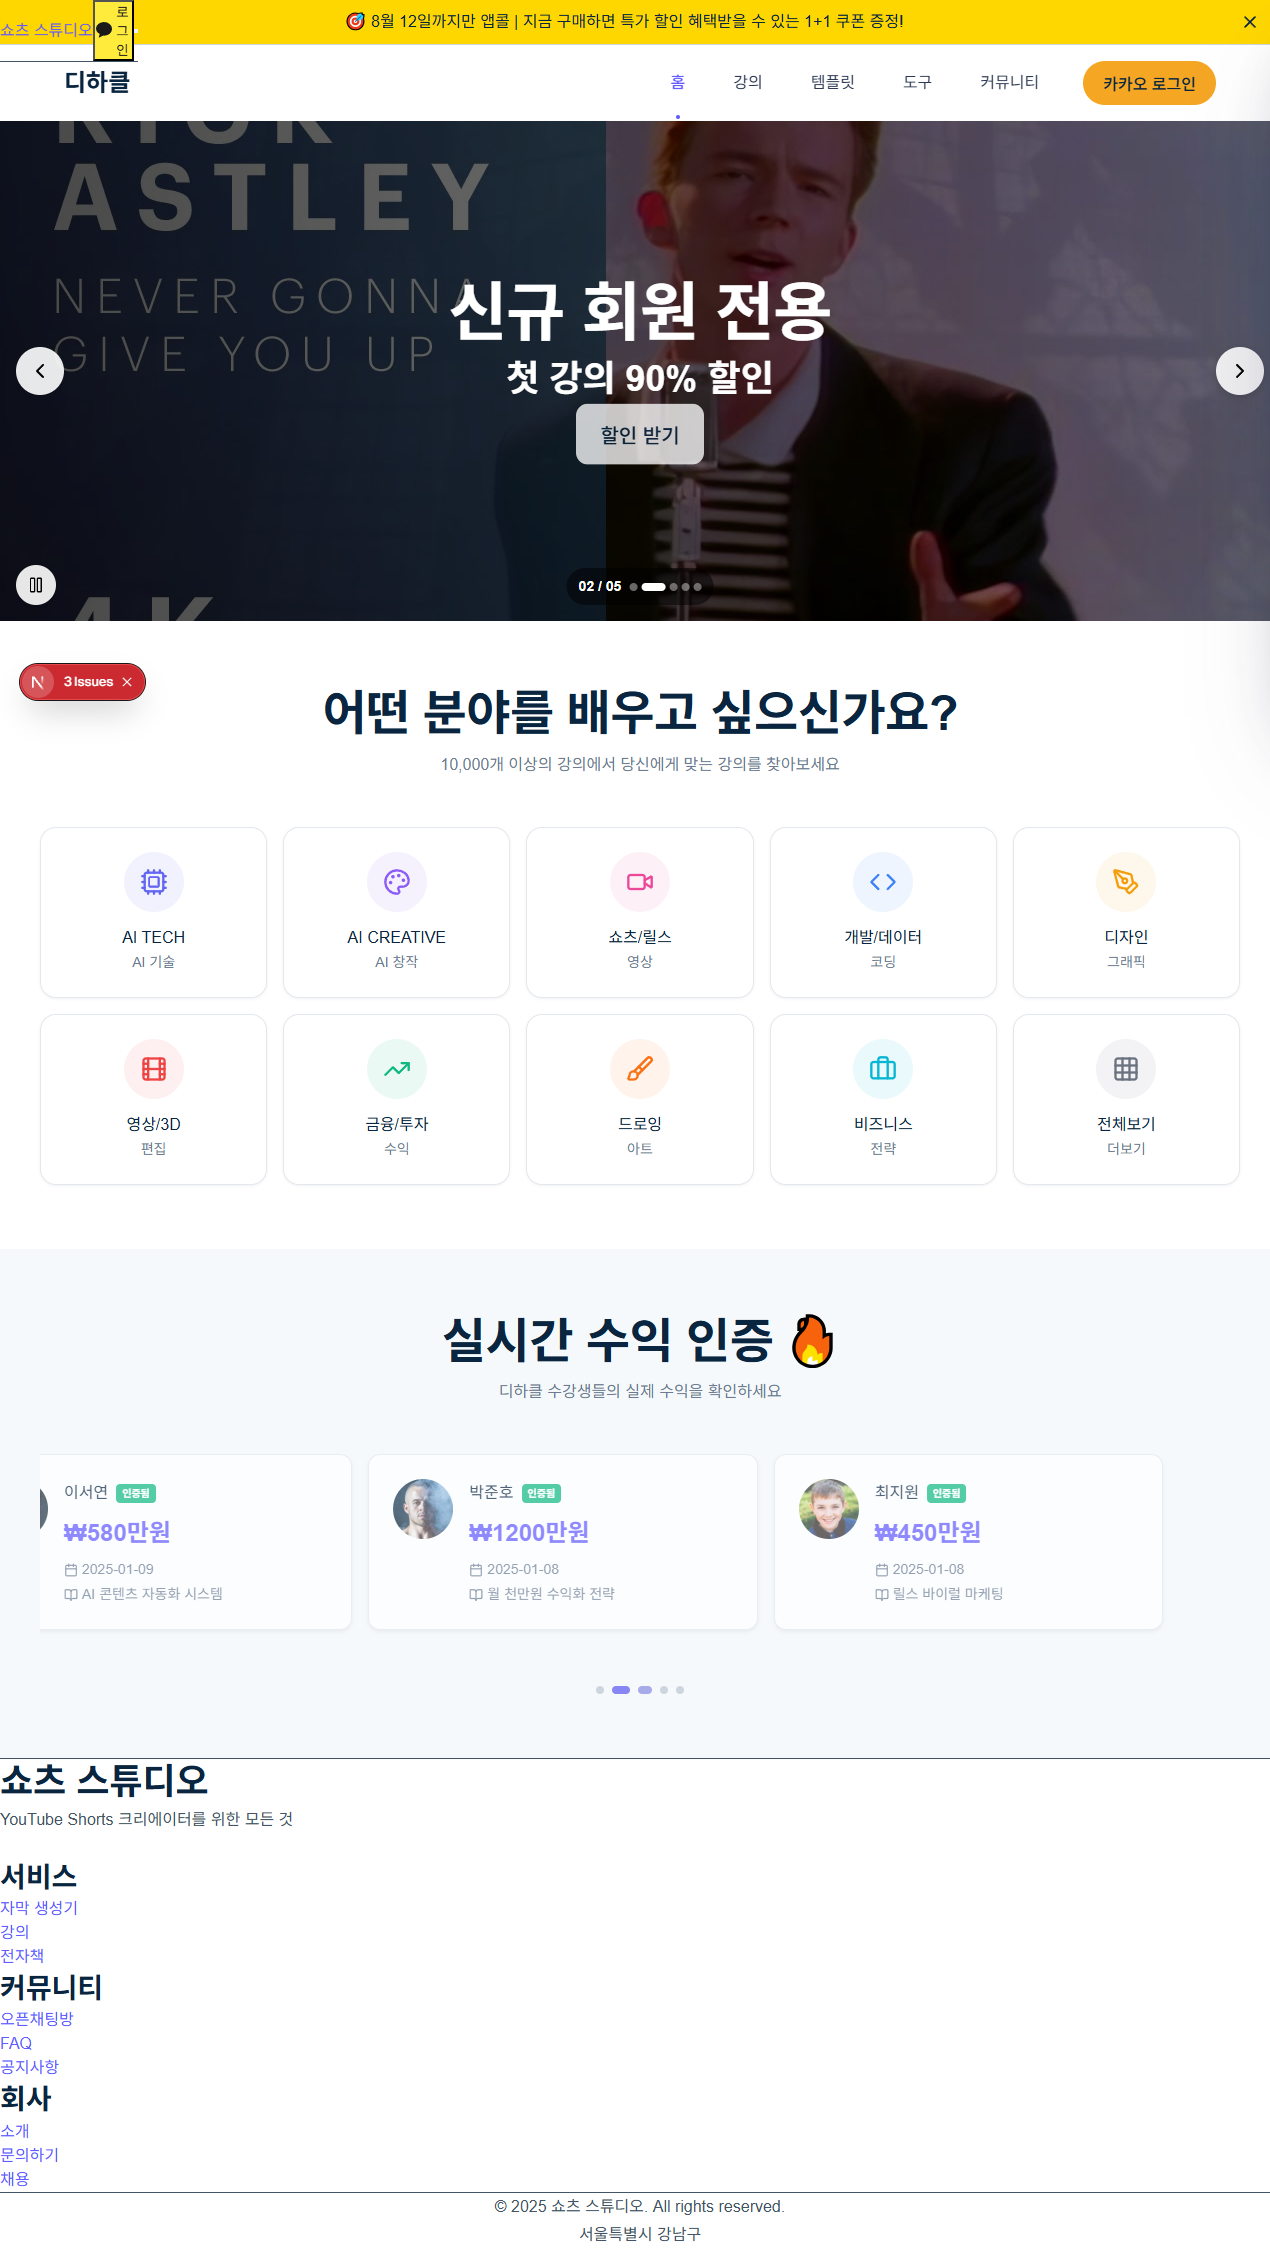 🎯 8월 12일까지만 앱콜 | 지금 구매하면 특가 할인 혜택받을 수 있는 1+1 쿠폰 증정!
쇼츠 스튜디오
로
그
인
디하클
홈
강의
템플릿
도구
커뮤니티
카카오 로그인
RICK
ASTLEY
NEVER GONNA
GIVE YOU UP
신규 회원 전용
첫 강의 90% 할인
할인 받기
02 / 05
4K
3 Issues
어떤 분야를 배우고 싶으신가요?
10,000개 이상의 강의에서 당신에게 맞는 강의를 찾아보세요
AI TECH
AI 기술
AI CREATIVE
AI 창작
쇼츠/릴스
영상
개발/데이터
코딩
디자인
그래픽
영상/3D
편집
금융/투자
수익
드로잉
아트
비즈니스
전략
전체보기
더보기
실시간 수익 인증 🔥
디하클 수강생들의 실제 수익을 확인하세요
이서연 인증됨
₩580만원
2025-01-09
AI 콘텐츠 자동화 시스템
박준호 인증됨
₩1200만원
2025-01-08
월 천만원 수익화 전략
최지원 인증됨
₩450만원
2025-01-08
릴스 바이럴 마케팅
쇼츠 스튜디오
YouTube Shorts 크리에이터를 위한 모든 것
서비스
자막 생성기
강의
전자책
커뮤니티
오픈채팅방
FAQ
공지사항
회사
소개
문의하기
채용
© 2025 쇼츠 스튜디오. All rights reserved.
서울특별시 강남구